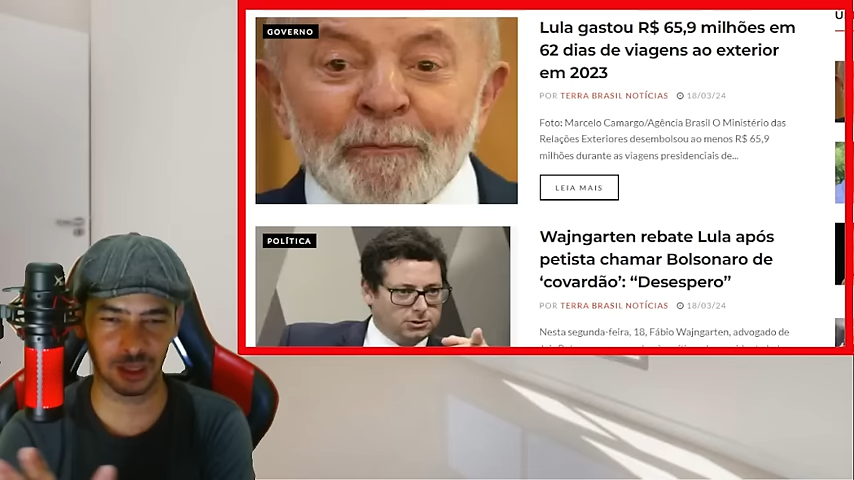 GOVERNO
Lula gastou R$ 65,9 milhões em
62 dias de viagens ao exterior
em 2023
POR TERRA BRASIL NOTÍCIAS 18/03/24
Foto: Marcelo Camargo/Agência Brasil O Ministério das
Relações Exteriores desembolsou ao menos R$ 65,9
milhões durante as viagens presidenciais de...
LEIA MAIS
POLÍTICA
Wajngarten rebate Lula após
petista chamar Bolsonaro de
‘covardão’: “Desespero”
POR TERRA BRASIL NOTÍCIAS 18/03/24
Nesta segunda-feira, 18, Fábio Wajngarten, advogado de